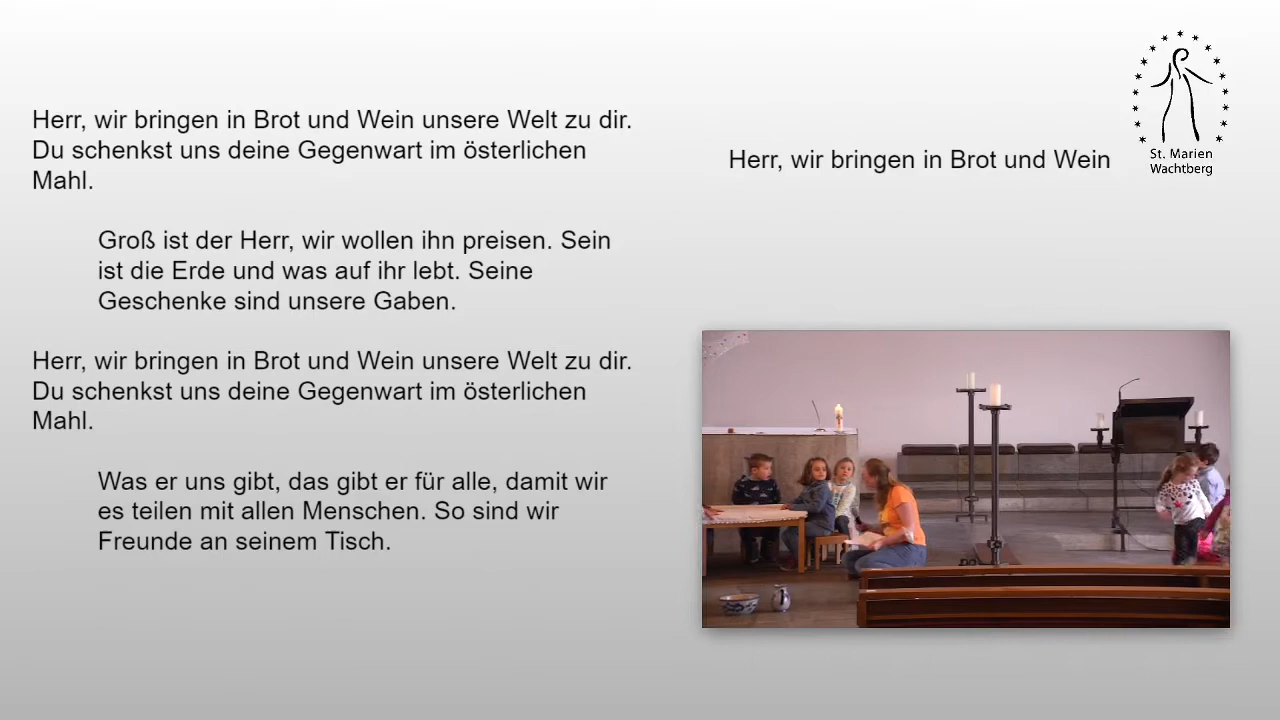 Herr, wir bringen in Brot und Wein unsere Welt zu dir.
Du schenkst uns deine Gegenwart im österlichen
Mahl.
Groß ist der Herr, wir wollen ihn preisen. Sein
ist die Erde und was auf ihr lebt. Seine
Geschenke sind unsere Gaben.
Herr, wir bringen in Brot und Wein unsere Welt zu dir.
Du schenkst uns deine Gegenwart im österlichen
Mahl.
Was er uns gibt, das gibt er für alle, damit wir
es teilen mit allen Menschen. So sind wir
Freunde an seinem Tisch.
Herr, wir bringen in Brot und Wein
St. Marien
Wachtberg